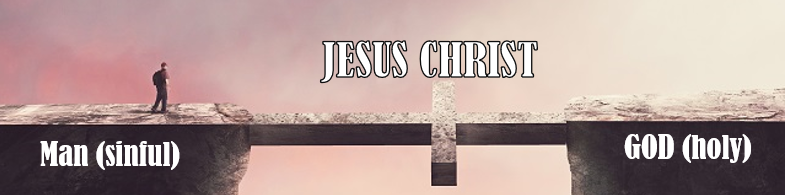 JESUS CHRIST
Man (sinful)
GOD (holy)